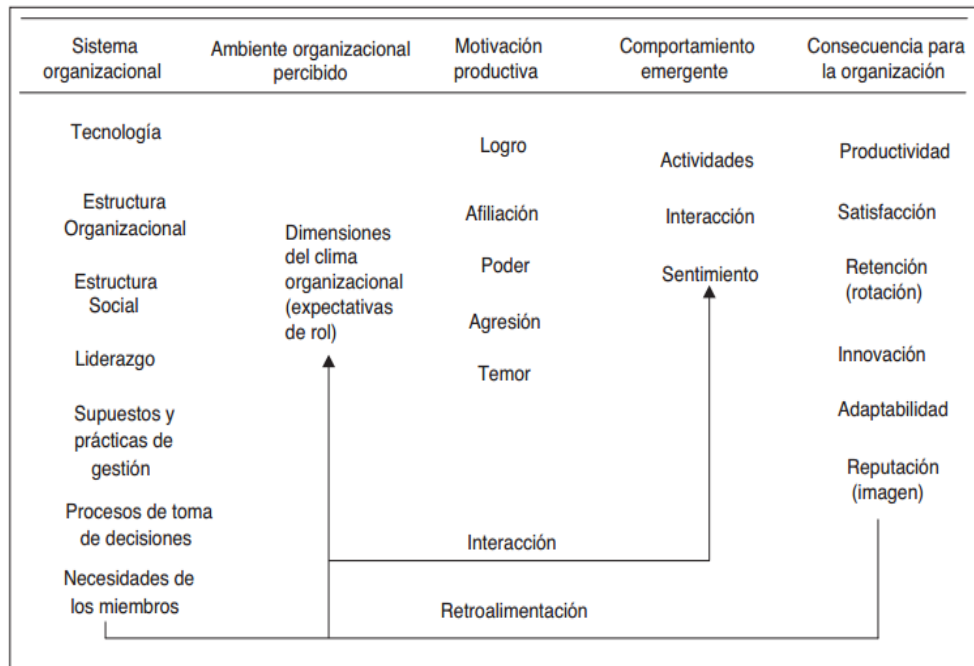 Sistema
organizacional
Ambiente organizacional
percibido
Motivación
productiva
Comportamiento
emergente
Consecuencia para
la organización
Tecnología
Estructura
Organizacional
Estructura
Social
Liderazgo
Supuestos y
prácticas de
gestión
Procesos de toma
de decisiones
Necesidades de
los miembros
Dimensiones
del clima
organizacional
(expectativas
de rol)
Logro
Afiliación
Poder
Agresión
Temor
Actividades
Interacción
Sentimiento
Productividad
Satisfacción
Retención
(rotación)
Innovación
Adaptabilidad
Reputación
(imagen)
Interacción
Retroalimentación